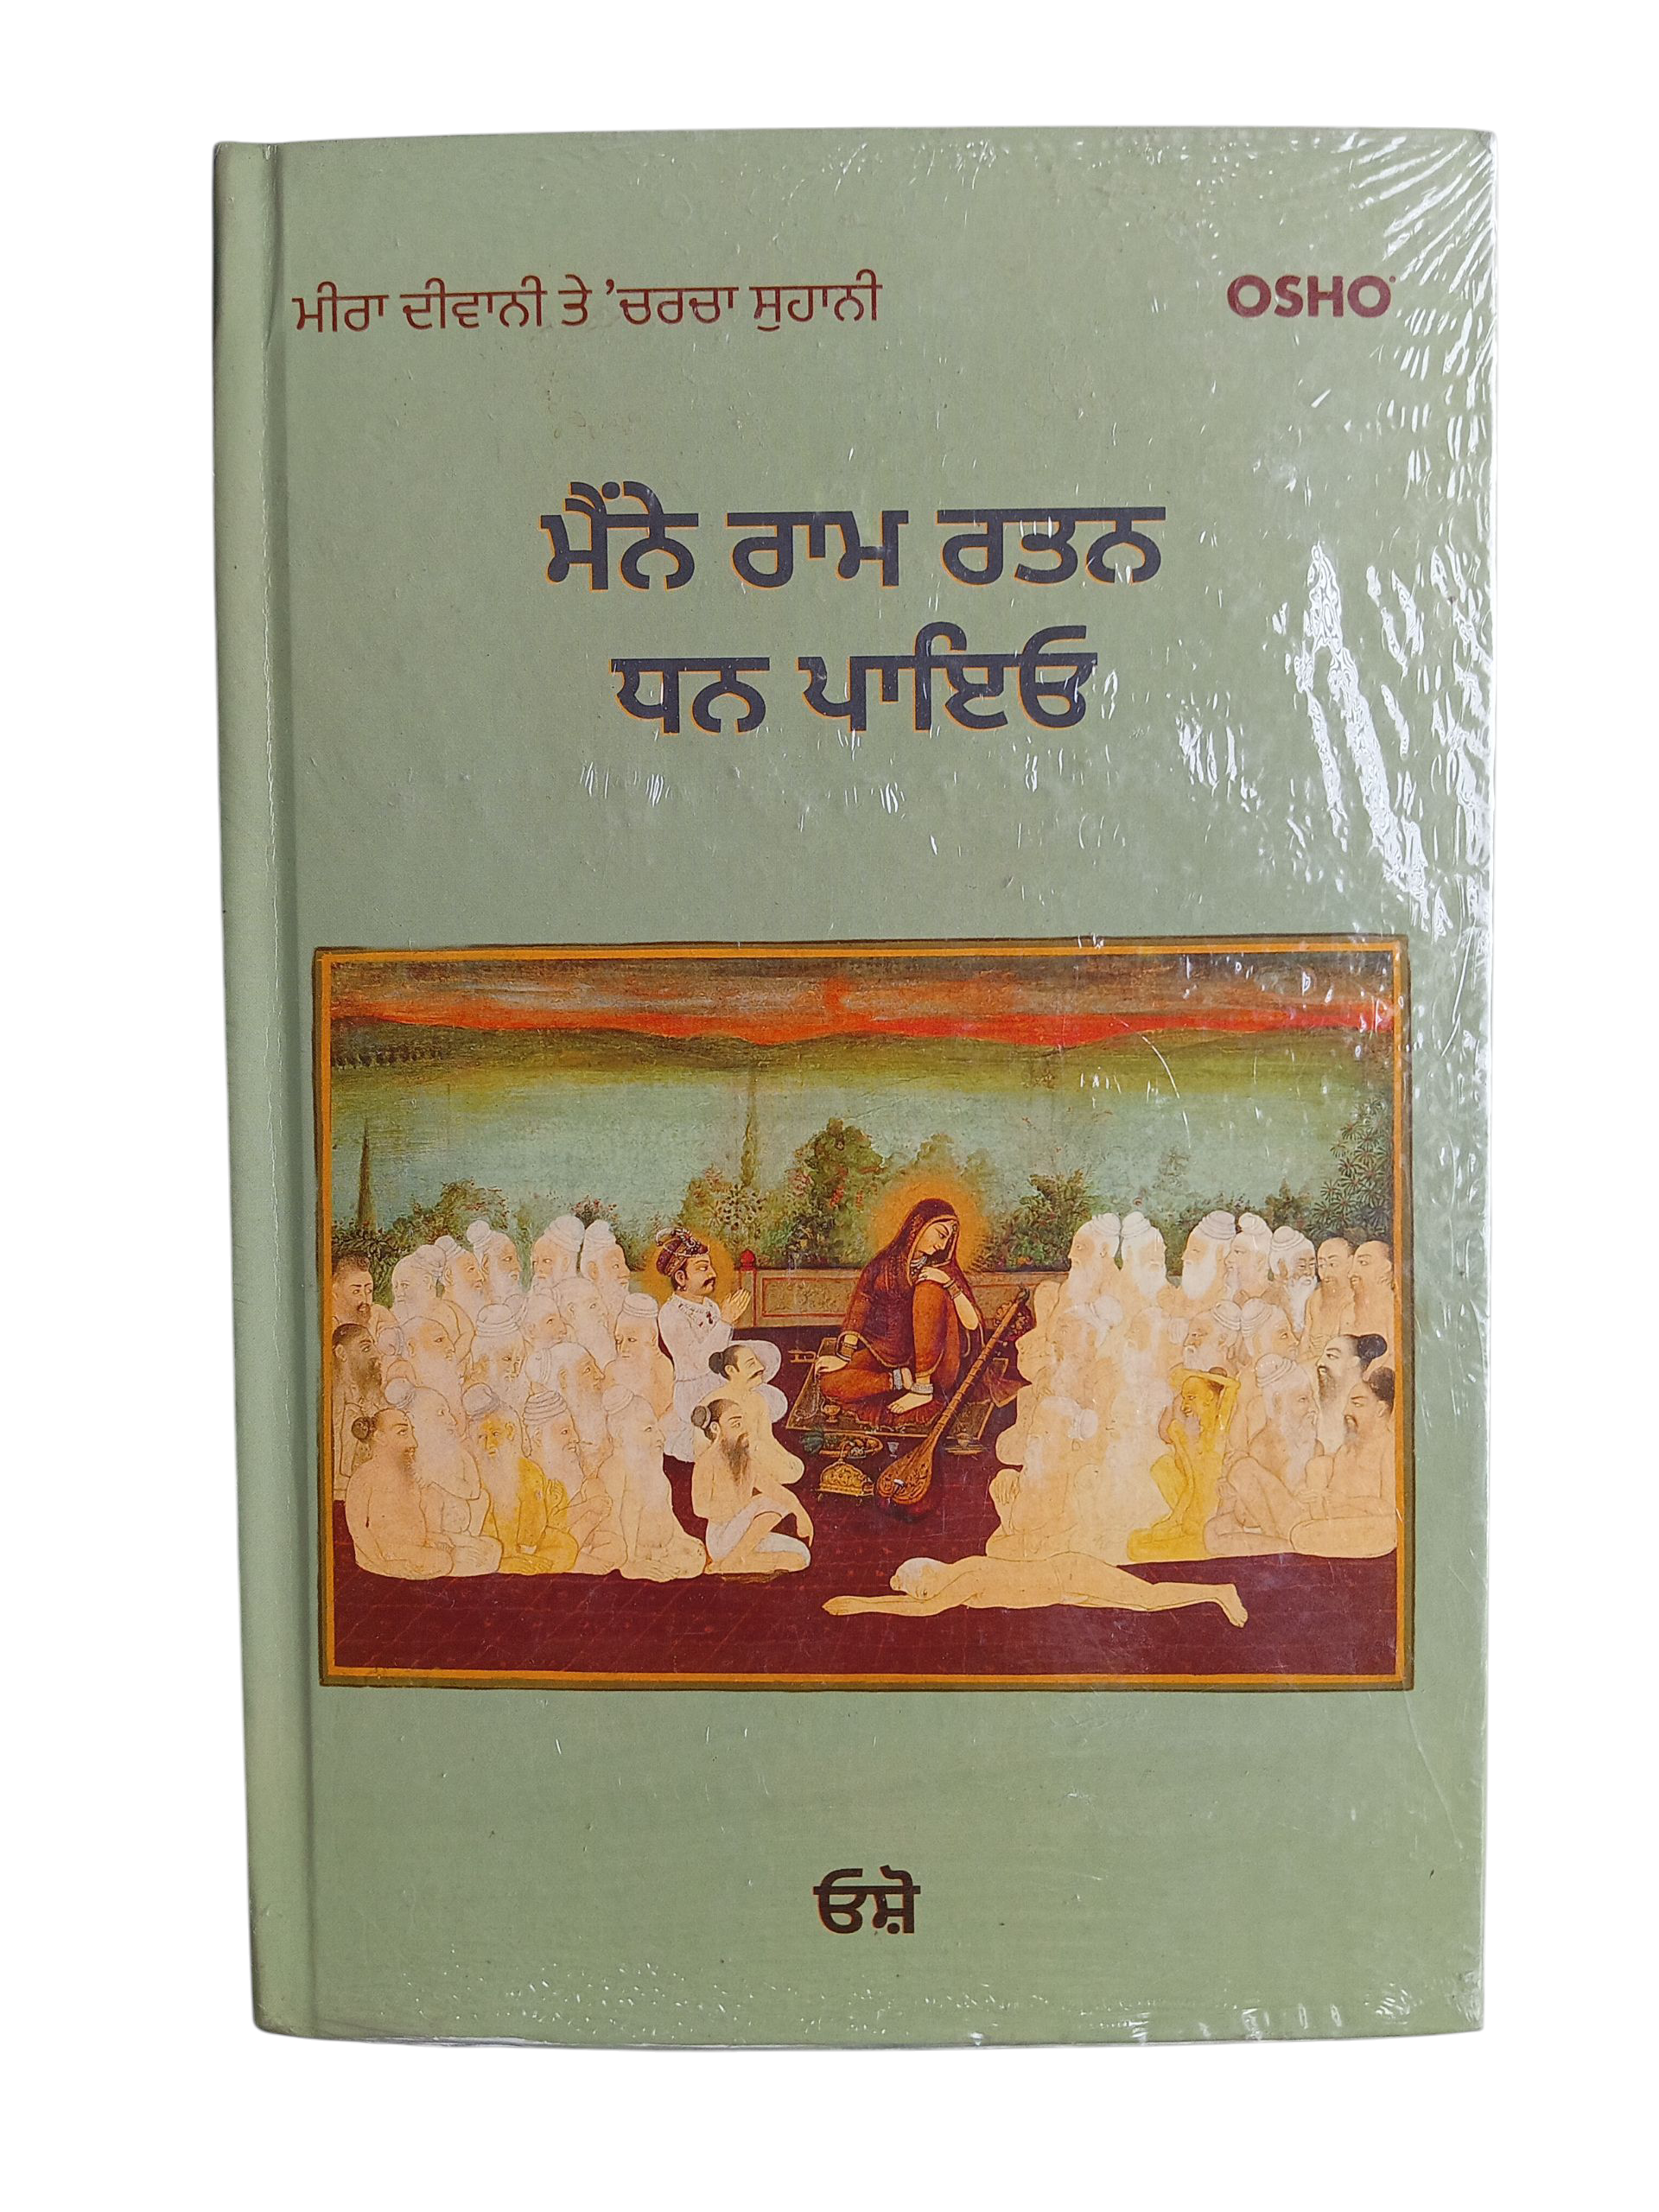 ਮੀਰਾ ਦੀਵਾਨੀ ਤੇ ’ਚਰਚਾ ਸੁਹਾਨੀ
OSHO
ਮੈਂਨੇ ਰਾਮ ਰਤਨ
ਧਨ ਪਾਇਓ
ਓਸ਼ੋ